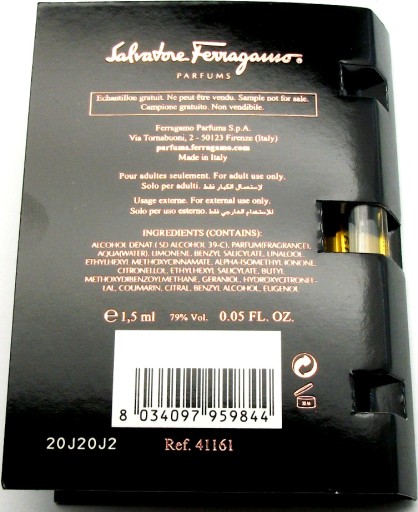 Salvatore Ferragamo
PARFUMS
Echantillon gratuit. Ne peut être vendu. Sample not for sale.
Campione gratuito. Non vendibile.
Ferragamo Parfums S.p.A.
Via Tornabuoni, 2 - 50123 Firenze (Italy)
parfums.ferragamo.com
Made in Italy
Pour adultes seulement. For adult use only.
Solo per adulti. لإستعمال الكبار فقط
Usage externe. For external use only.
Solo per uso esterno. للاستخدام الخارجي فقط
INGREDIENTS (CONTAINS):
ALCOHOL DENAT ( SD ALCOHOL 39-C), PARFUM(FRAGRANCE),
AQUA(WATER), LIMONENE, BENZYL SALICYLATE, LINALOOL,
ETHYLHEXYL METHOXYCINNAMATE, ALPHA-ISOMETHYL IONONE,
CITRONELLOL, ETHYLHEXYL SALICYLATE, BUTYL
METHOXYDIBENZOYLMETHANE, GERANIOL, HYDROXYCITRONEL-
LAL, COUMARIN, CITRAL, BENZYL ALCOHOL, EUGENOL
℮ 1,5 ml 79% Vol. 0.05 FL. OZ.
8 034097 959844
20J20J2 Ref. 41161